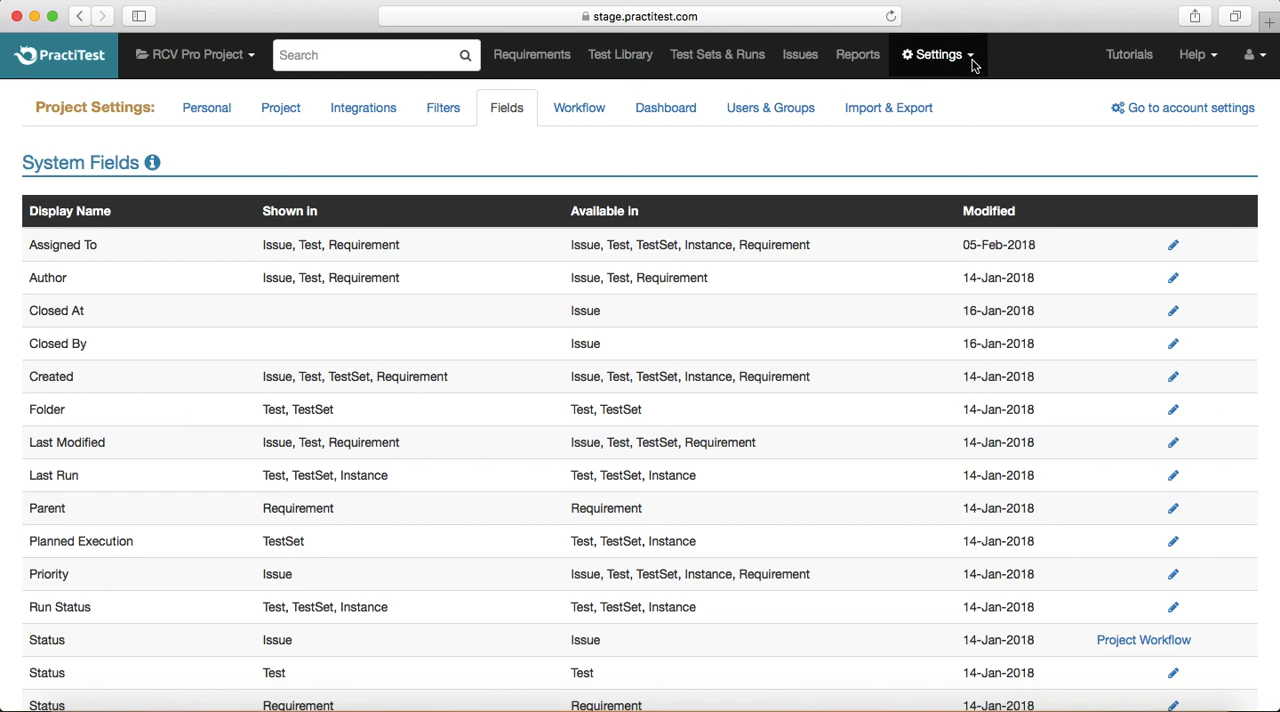 stage.practitest.com
PractiTest RCV Pro Project Search Requirements Test Library Test Sets & Runs Issues Reports Settings Tutorials Help
Project Settings: Personal Project Integrations Filters Fields Workflow Dashboard Users & Groups Import & Export Go to account settings
System Fields
Display Name Shown in Available in Modified
Assigned To Issue, Test, Requirement Issue, Test, TestSet, Instance, Requirement 05-Feb-2018
Author Issue, Test, Requirement Issue, Test, Requirement 14-Jan-2018
Closed At Issue 16-Jan-2018
Closed By Issue 16-Jan-2018
Created Issue, Test, TestSet, Requirement Issue, Test, TestSet, Instance, Requirement 14-Jan-2018
Folder Test, TestSet Test, TestSet 14-Jan-2018
Last Modified Issue, Test, Requirement Issue, Test, TestSet, Requirement 14-Jan-2018
Last Run Test, TestSet, Instance Test, TestSet, Instance 14-Jan-2018
Parent Requirement Requirement 14-Jan-2018
Planned Execution TestSet Test, TestSet, Instance 14-Jan-2018
Priority Issue Issue, Test, TestSet, Instance, Requirement 14-Jan-2018
Run Status Test, TestSet, Instance Test, TestSet, Instance 14-Jan-2018
Status Issue Issue 14-Jan-2018 Project Workflow
Status Test Test 14-Jan-2018
Status Requirement Requirement 14-Jan-2018